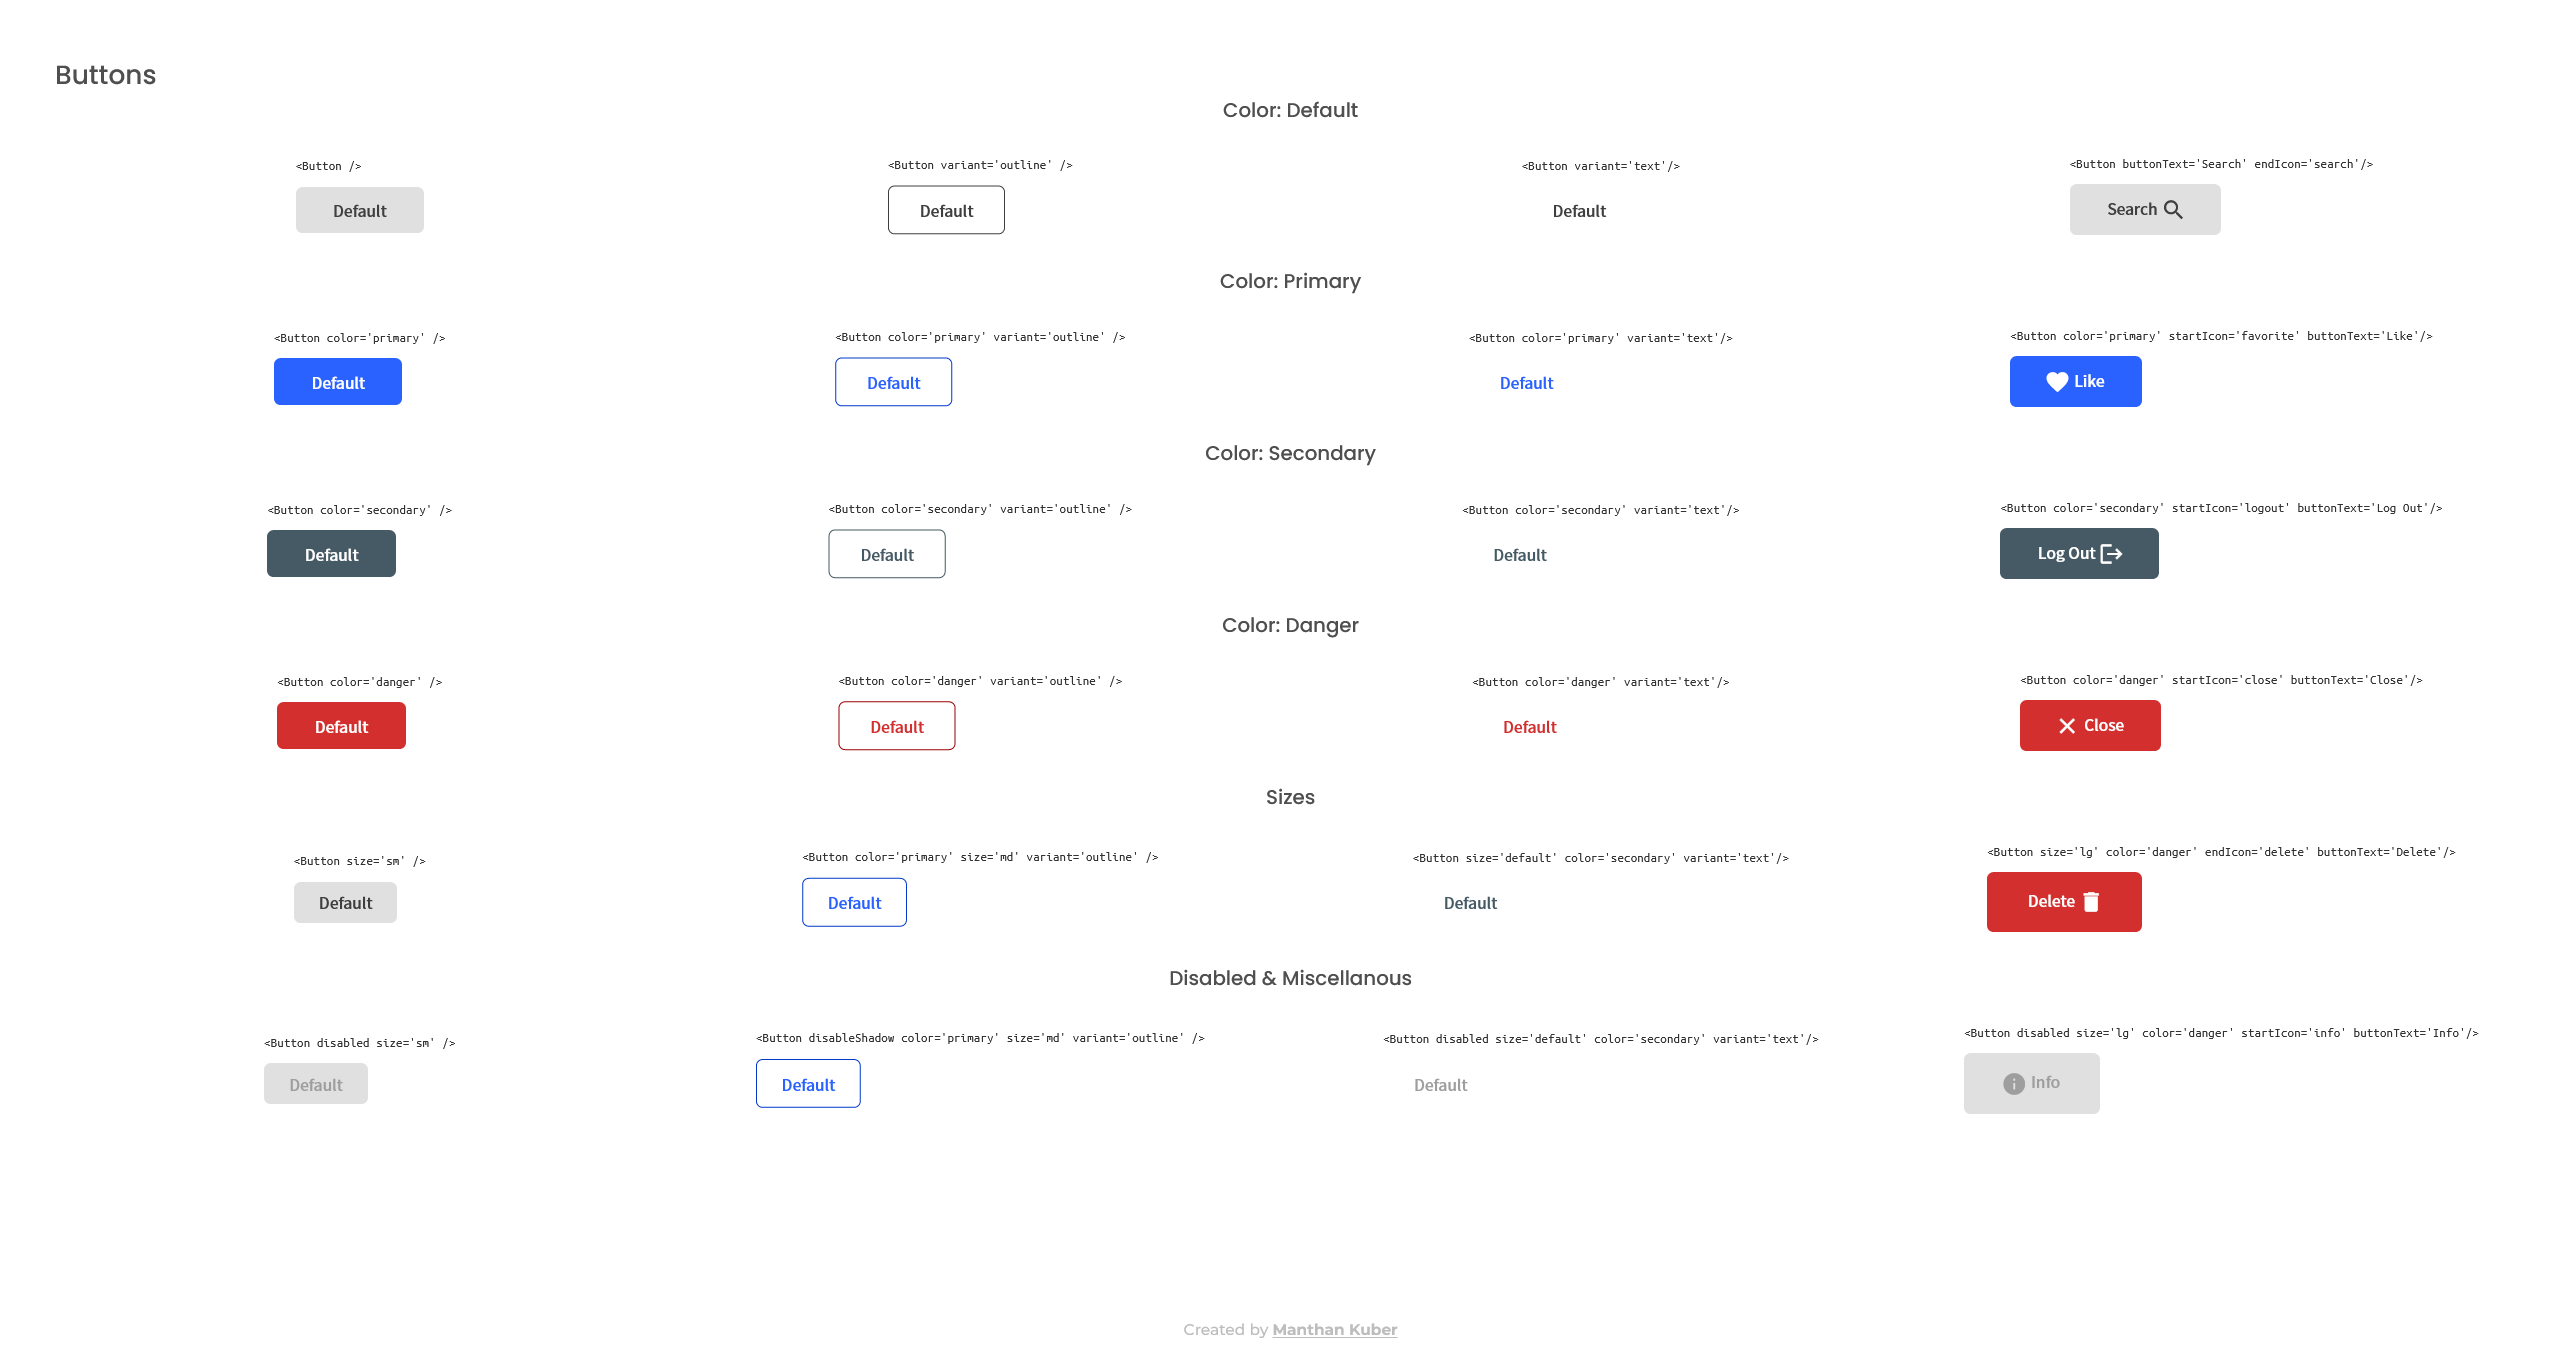 Buttons
Color: Default
<Button />
<Button variant='outline' />
<Button variant='text'/>
<Button buttonText='Search' endIcon='search'/>
Default
Default
Default
Search
Color: Primary
<Button color='primary' />
<Button color='primary' variant='outline' />
<Button color='primary' variant='text'/>
<Button color='primary' startIcon='favorite' buttonText='Like'/>
Default
Default
Default
Like
Color: Secondary
<Button color='secondary' />
<Button color='secondary' variant='outline' />
<Button color='secondary' variant='text'/>
<Button color='secondary' startIcon='logout' buttonText='Log Out'/>
Default
Default
Default
Log Out
Color: Danger
<Button color='danger' />
<Button color='danger' variant='outline' />
<Button color='danger' variant='text'/>
<Button color='danger' startIcon='close' buttonText='Close'/>
Default
Default
Default
Close
Sizes
<Button size='sm' />
<Button color='primary' size='md' variant='outline' />
<Button size='default' color='secondary' variant='text'/>
<Button size='lg' color='danger' endIcon='delete' buttonText='Delete'/>
Default
Default
Default
Delete
Disabled & Miscellanous
<Button disabled size='sm' />
<Button disableShadow color='primary' size='md' variant='outline' />
<Button disabled size='default' color='secondary' variant='text'/>
<Button disabled size='lg' color='danger' startIcon='info' buttonText='Info'/>
Default
Default
Default
Info
Created by Manthan Kuber